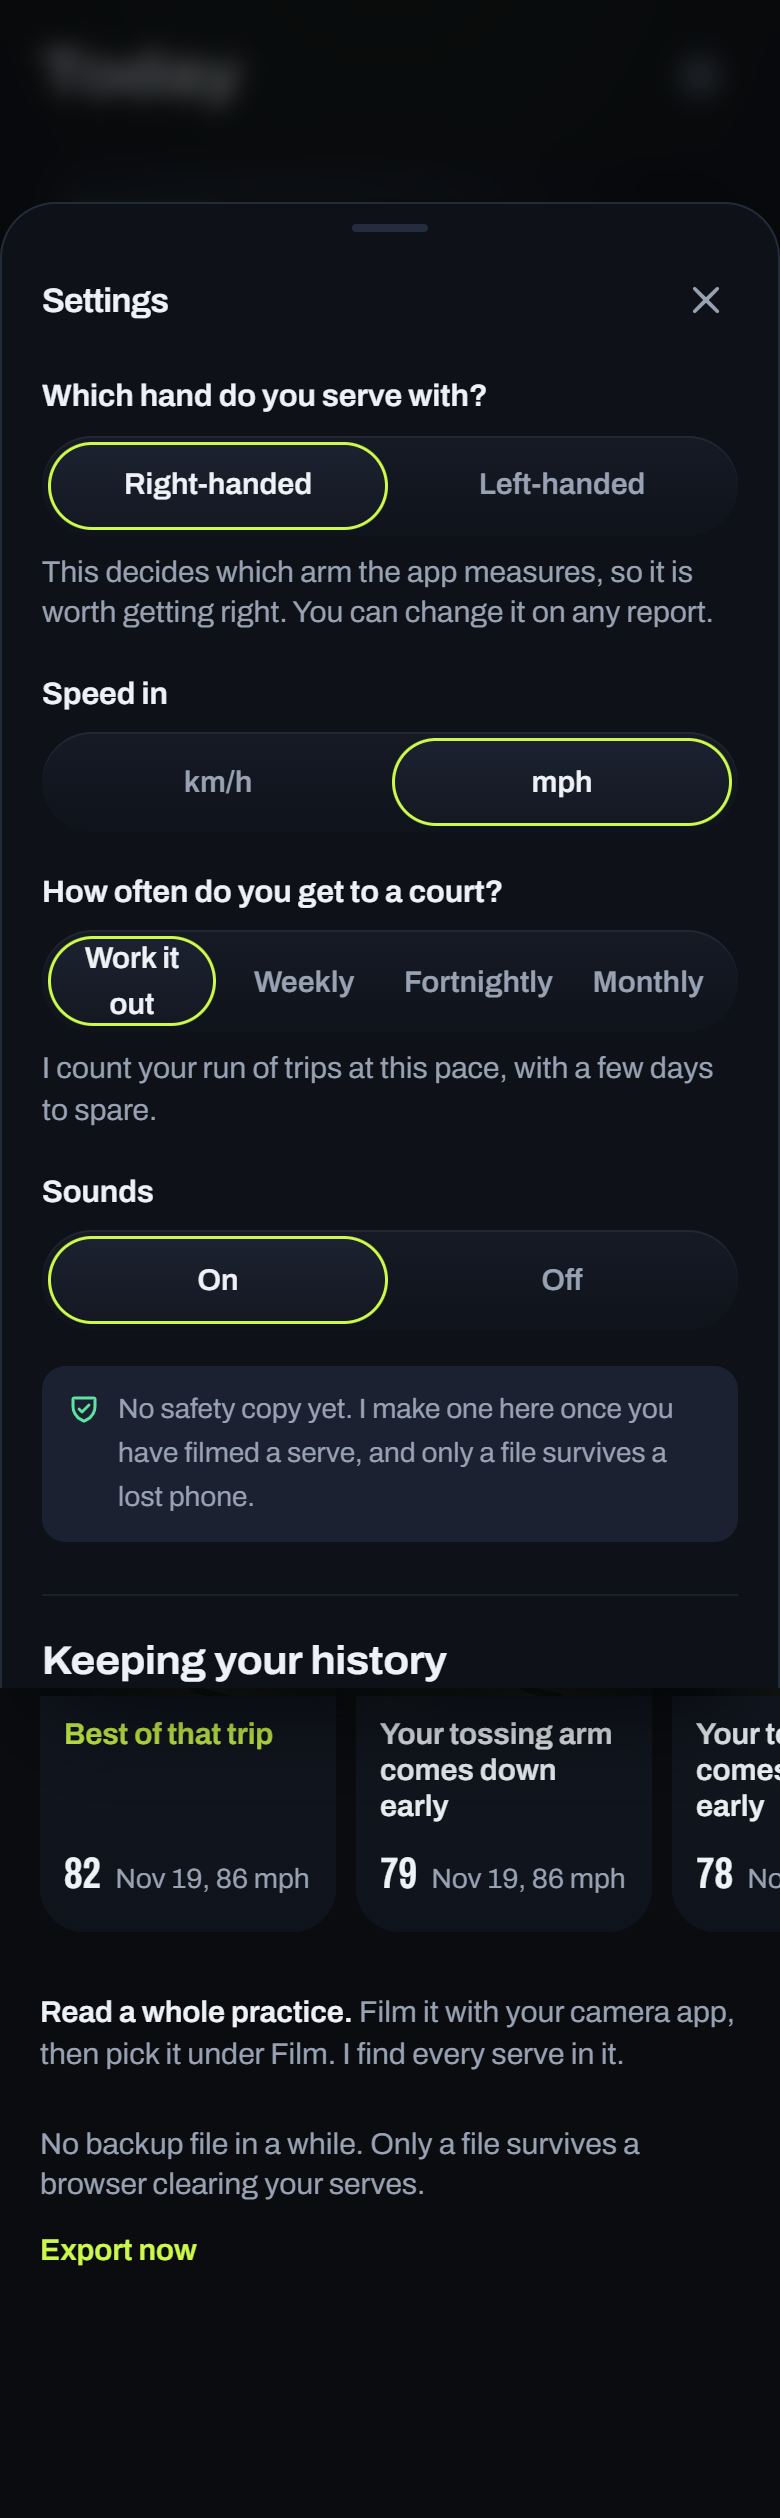 Today
Settings
Which hand do you serve with?
Right-handed Left-handed
This decides which arm the app measures, so it is
worth getting right. You can change it on any report.
Speed in
km/h mph
How often do you get to a court?
Work it
out
Weekly Fortnightly Monthly
I count your run of trips at this pace, with a few days
to spare.
Sounds
On Off
No safety copy yet. I make one here once you
have filmed a serve, and only a file survives a
lost phone.
Keeping your history
Best of that trip
82 Nov 19, 86 mph
Your tossing arm
comes down
early
79 Nov 19, 86 mph
Your
comes
early
78
Read a whole practice. Film it with your camera app,
then pick it under Film. I find every serve in it.
No backup file in a while. Only a file survives a
browser clearing your serves.
Export now